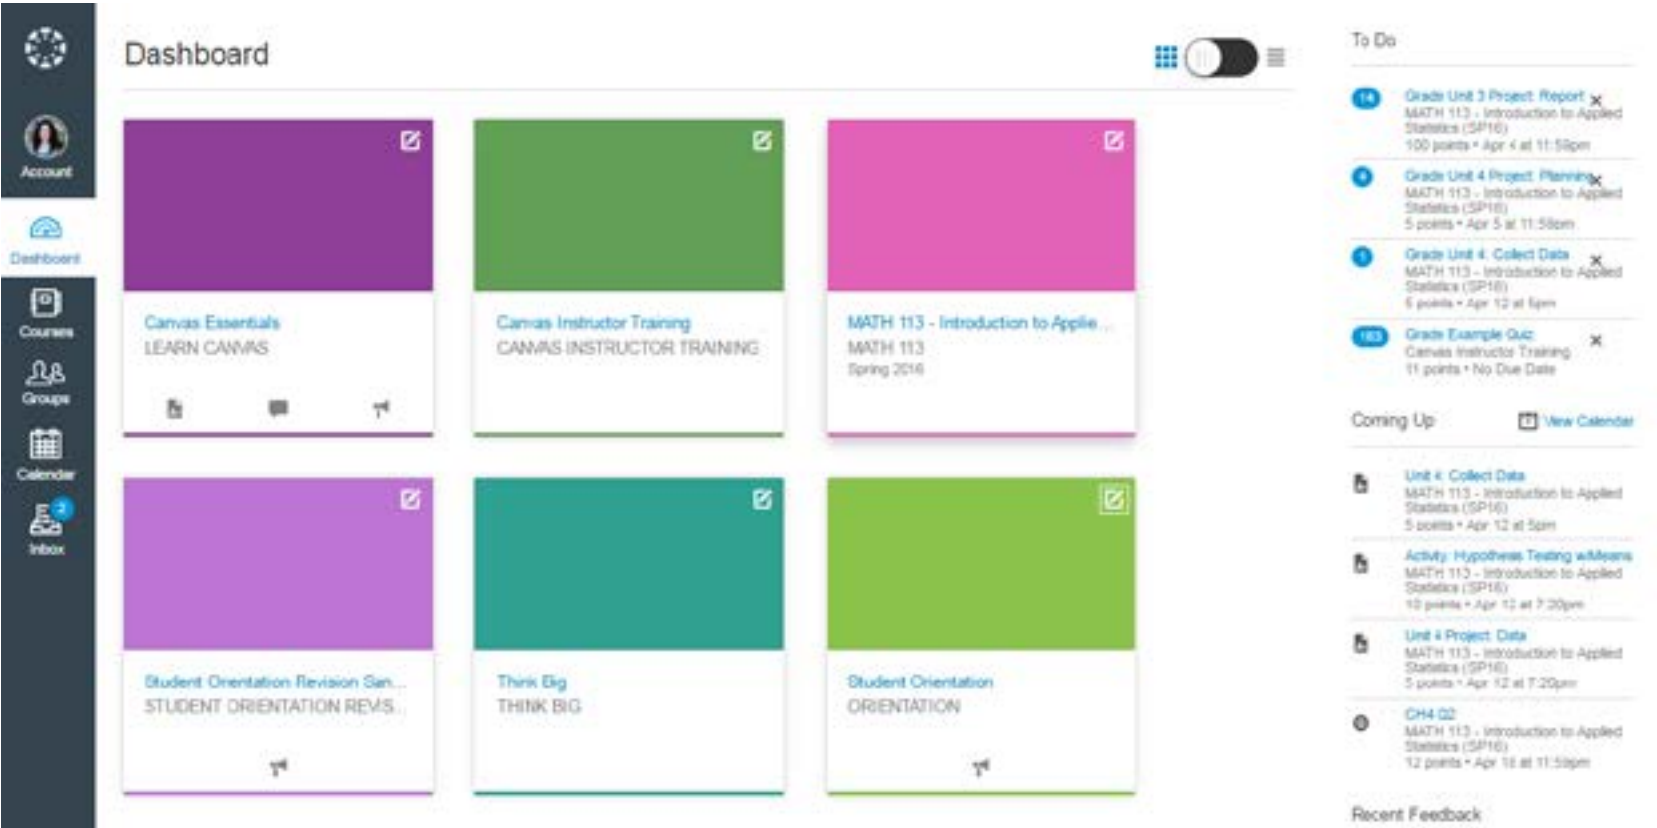 Dashboard
Account
Dashboard
Courses
Groups
Calendar
2
Inbox
Canvas Essentials
LEARN CANVAS
Canvas Instructor Training
CANVAS INSTRUCTOR TRAINING
MATH 113 - Introduction to Applie...
MATH 113
Spring 2016
Student Orientation Revision San...
STUDENT ORIENTATION REVIS...
Think Big
THINK BIG
Student Orientation
ORIENTATION
To Do
14
Grade Unit 3 Project: Report
MATH 113 - Introduction to Applied
Statistics (SP16)
100 points • Apr 4 at 11:59pm
4
Grade Unit 4 Project: Planning
MATH 113 - Introduction to Applied
Statistics (SP16)
5 points • Apr 5 at 11:59pm
1
Grade Unit 4: Collect Data
MATH 113 - Introduction to Applied
Statistics (SP16)
5 points • Apr 12 at 5pm
Grade Example Quiz
Canvas Instructor Training
11 points • No Due Date
Coming Up
View Calendar
Unit 4: Collect Data
MATH 113 - Introduction to Applied
Statistics (SP16)
5 points • Apr 12 at 5pm
Activity: Hypothesis Testing w/Means
MATH 113 - Introduction to Applied
Statistics (SP16)
10 points • Apr 12 at 7:20pm
Unit 4 Project: Data
MATH 113 - Introduction to Applied
Statistics (SP16)
5 points • Apr 12 at 7:20pm
CH4 Q2
MATH 113 - Introduction to Applied
Statistics (SP16)
12 points • Apr at 11:59pm
Recent Feedback